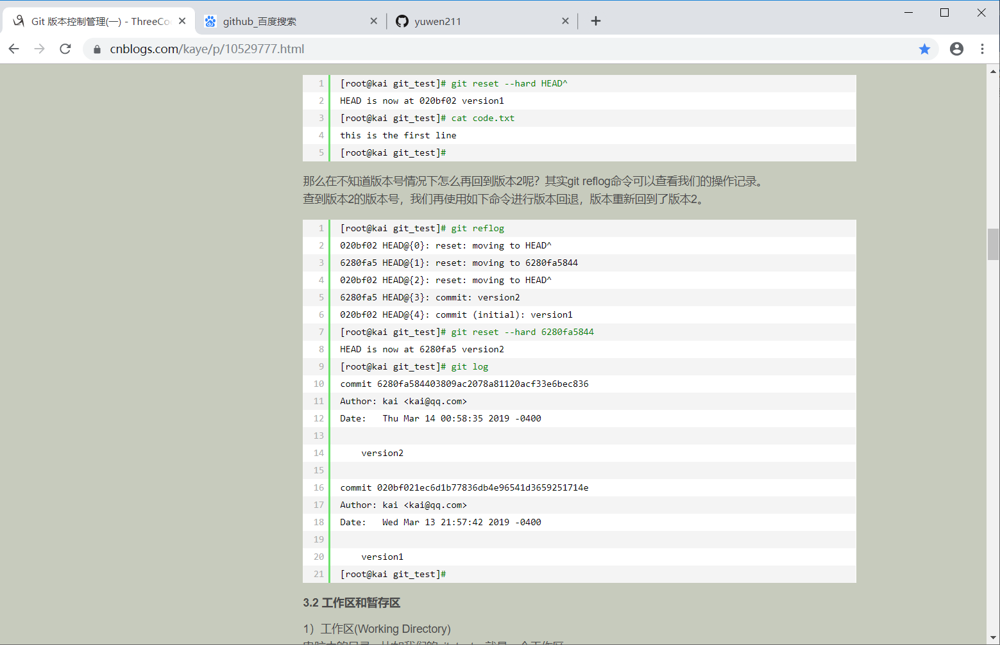 Git 版本控制管理(一) - ThreeCo
github_百度搜索
yuwen211
cnblogs.com/kaye/p/10529777.html
1 [root@kai git_test]# git reset --hard HEAD^
2 HEAD is now at 020bf02 version1
3 [root@kai git_test]# cat code.txt
4 this is the first line
5 [root@kai git_test]#
那么在不知道版本号情况下怎么再回到版本2呢？其实git reflog命令可以查看我们的操作记录。
查到版本2的版本号，我们再使用如下命令进行版本回退，版本重新回到了版本2。
1 [root@kai git_test]# git reflog
2 020bf02 HEAD@{0}: reset: moving to HEAD^
3 6280fa5 HEAD@{1}: reset: moving to 6280fa5844
4 020bf02 HEAD@{2}: reset: moving to HEAD^
5 6280fa5 HEAD@{3}: commit: version2
6 020bf02 HEAD@{4}: commit (initial): version1
7 [root@kai git_test]# git reset --hard 6280fa5844
8 HEAD is now at 6280fa5 version2
9 [root@kai git_test]# git log
10 commit 6280fa584403809ac2078a81120acf33e6bec836
11 Author: kai <kai@qq.com>
12 Date:   Thu Mar 14 00:58:35 2019 -0400
13
14     version2
15
16 commit 020bf021ec6d1b77836db4e96541d3659251714e
17 Author: kai <kai@qq.com>
18 Date:   Wed Mar 13 21:57:42 2019 -0400
19
20     version1
21 [root@kai git_test]#
3.2 工作区和暂存区
1）工作区(Working Directory)